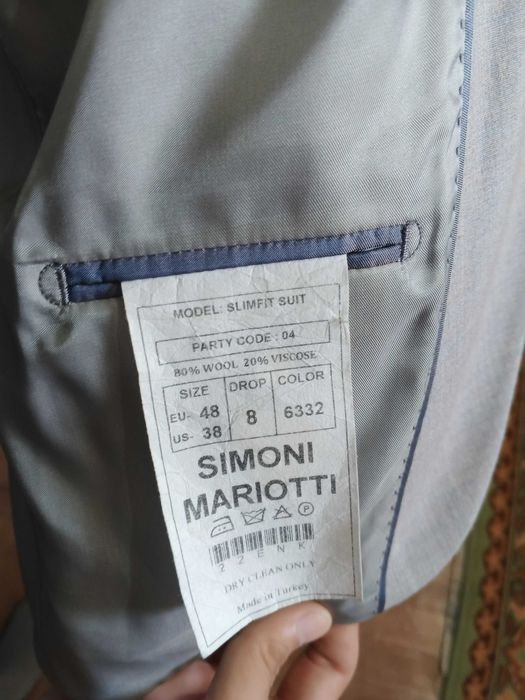 MODEL: SLIMFIT SUIT
PARTY CODE : 04
80% WOOL 20% VISCOSE
SIZE DROP COLOR
EU- 48 8 6332
US- 38
SIMONI
MARIOTTI
P
22ENK
DRY CLEAN ONLY
Made in Turkey